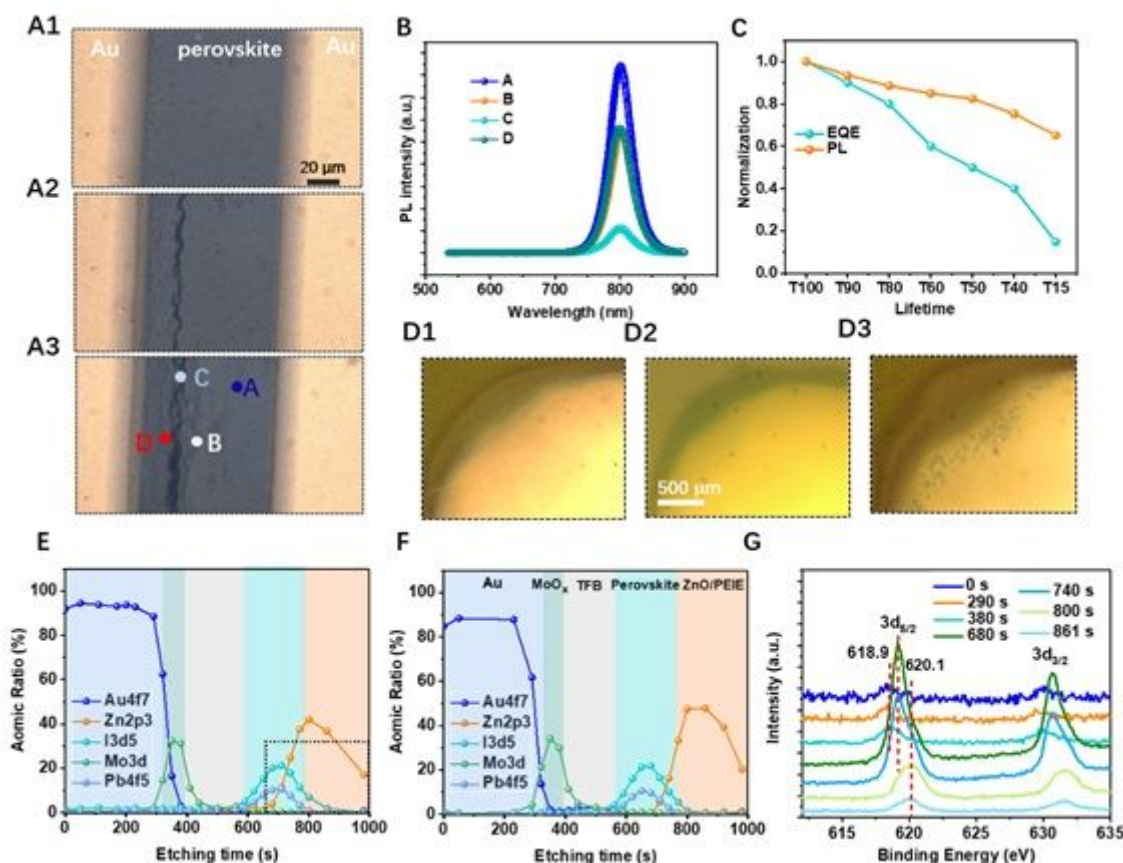 A1
Au
perovskite
Au
20 μm
A2
A3
C
A
D
B
B
PL intensity (a.u.)
A
B
C
D
500
600
700
800
900
Wavelength (nm)
C
Normalization
1.0
0.8
0.6
0.4
0.2
0.0
EQE
PL
T100
T90
T80
T60
T50
T40
T15
Lifetime
D1
D2
D3
500 μm
E
Aomic Ratio (%)
100
80
60
40
20
0
Au4f7
Zn2p3
I3d5
Mo3d
Pb4f5
0
200
400
600
800
1000
Etching time (s)
F
Aomic Ratio (%)
100
80
60
40
20
0
Au
MoOx
TFB
Perovskite
ZnO/PEIE
Au4f7
Zn2p3
I3d5
Mo3d
Pb4f5
0
200
400
600
800
1000
Etching time (s)
G
Intensity (a.u.)
0 s
290 s
380 s
680 s
740 s
800 s
861 s
618.9
620.1
3d3/2
615
620
625
630
635
Binding Energy (eV)